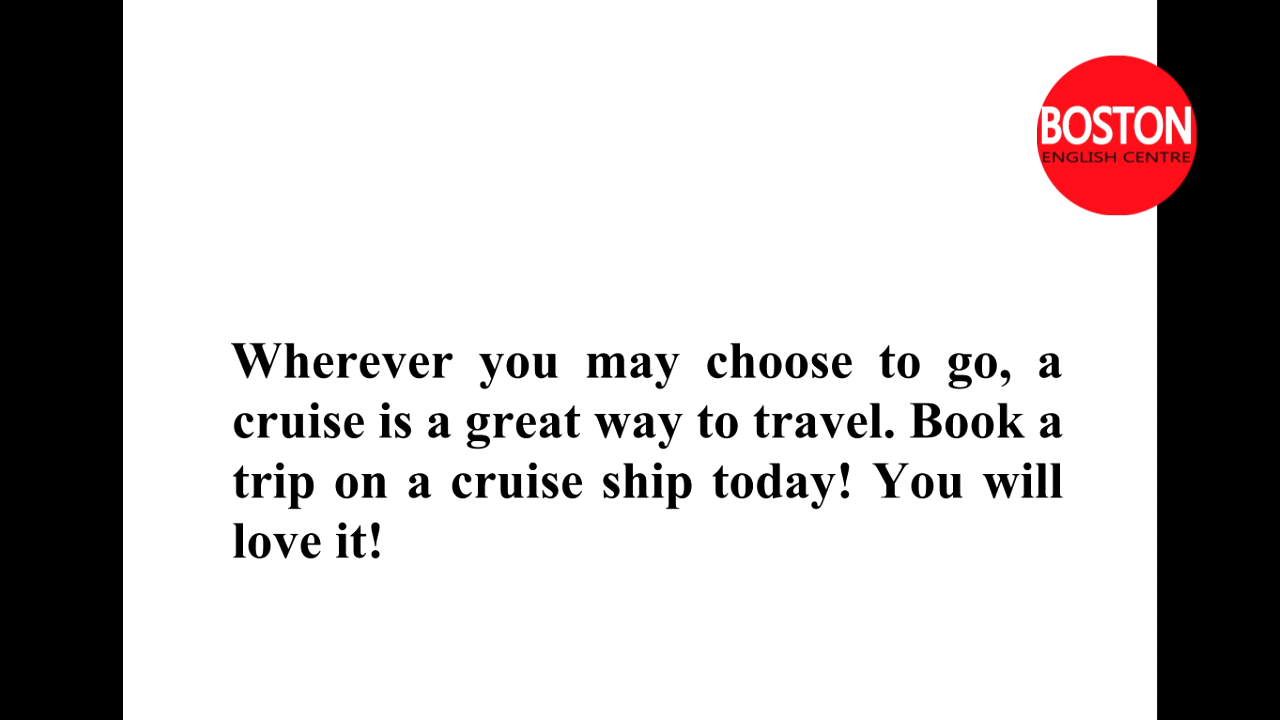 BOSTON
ENGLISH CENTRE
Wherever you may choose to go, a
cruise is a great way to travel. Book a
trip on a cruise ship today! You will
love it!